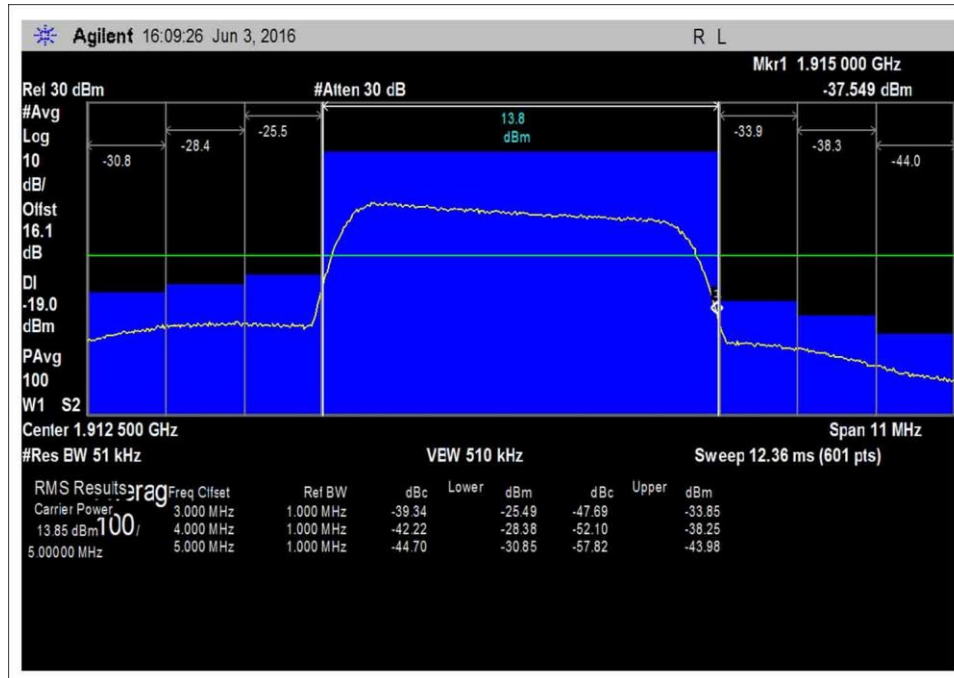 Agilent 16:09:26 Jun 3, 2016 R L
Mkr1 1.915 000 GHz
Ref 30 dBm #Atten 30 dB -37.549 dBm
#Avg
Log
10
dB/
Offst
16.1
dB
DI
-19.0
dBm
PAvg
100
W1 S2
-30.8 -28.4 -25.5 13.8 dBm -33.9 -38.3 -44.0
1
Center 1.912 500 GHz Span 11 MHz
#Res BW 51 kHz VBW 510 kHz Sweep 12.36 ms (601 pts)
RMS Results Freq Offset Ref BW dBc Lower dBm dBc Upper dBm
Carrier Power 3.000 MHz 1.000 MHz -39.34 -25.49 -47.69 -33.85
13.85 dBm 100/ 4.000 MHz 1.000 MHz -42.22 -28.38 -52.10 -38.25
5.00000 MHz 5.000 MHz 1.000 MHz -44.70 -30.85 -57.82 -43.98